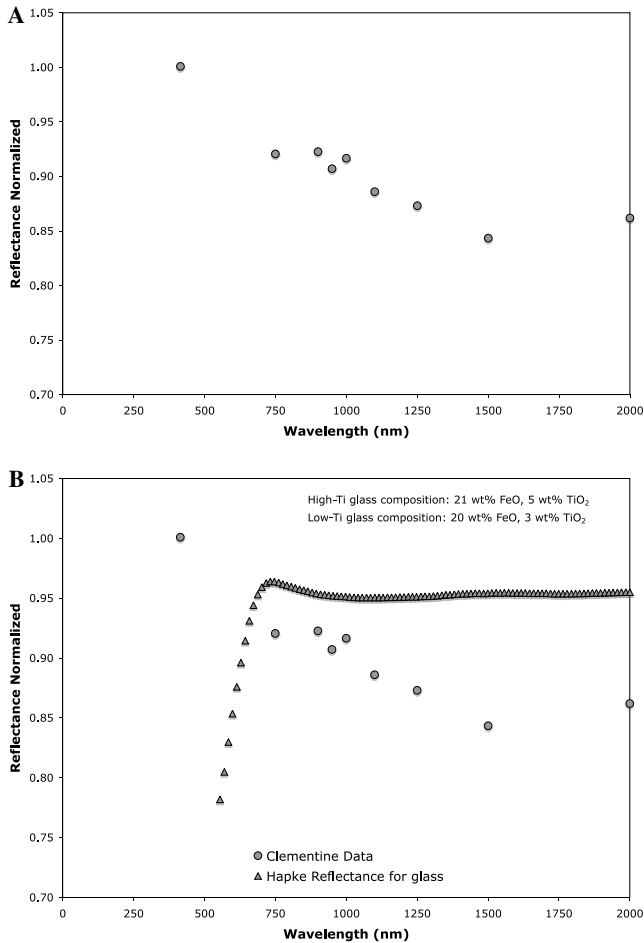 A
1.05
1.00
0.95
0.90
0.85
0.80
0.75
0.70
Reflectance Normalized
0 250 500 750 1000 1250 1500 1750 2000
Wavelength (nm)
B
1.05
1.00
0.95
0.90
0.85
0.80
0.75
0.70
Reflectance Normalized
High-Ti glass composition: 21 wt% FeO, 5 wt% TiO₂
Low-Ti glass composition: 20 wt% FeO, 3 wt% TiO₂
Clementine Data
Hapke Reflectance for glass
0 250 500 750 1000 1250 1500 1750 2000
Wavelength (nm)